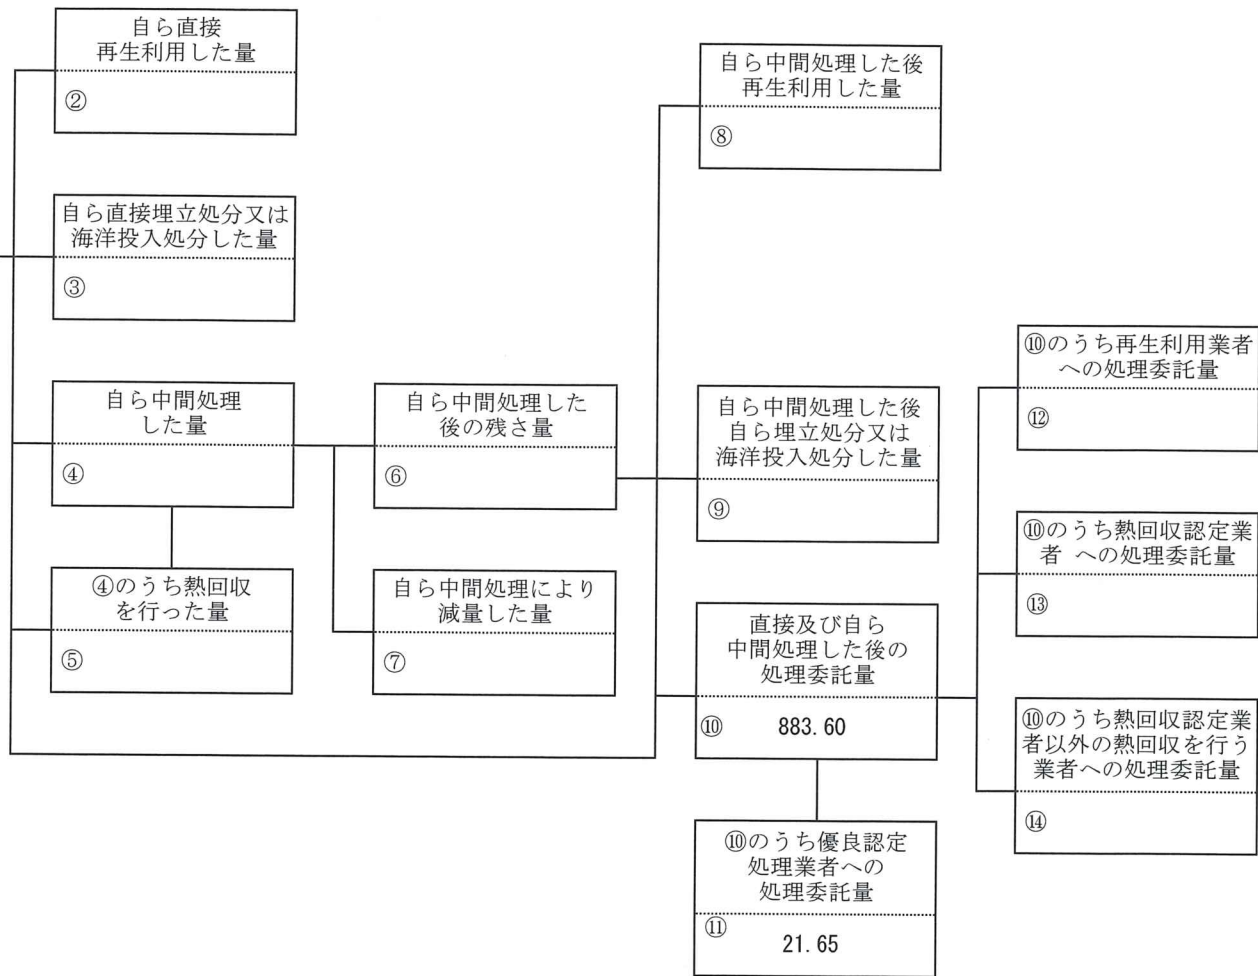 自ら直接
再生利用した量
②
自ら直接埋立処分又は
海洋投入処分した量
③
自ら中間処理
した量
④
④のうち熱回収
を行った量
⑤
自ら中間処理した
後の残さ量
⑥
自ら中間処理により
減量した量
⑦
自ら中間処理した後
再生利用した量
⑧
自ら中間処理した後
自ら埋立処分又は
海洋投入処分した量
⑨
直接及び自ら
中間処理した後の
処理委託量
⑩ 883.60
⑩のうち優良認定
処理業者への
処理委託量
⑪ 21.65
⑩のうち再生利用業者
への処理委託量
⑫
⑩のうち熱回収認定業
者 への処理委託量
⑬
⑩のうち熱回収認定業
者以外の熱回収を行う
業者への処理委託量
⑭